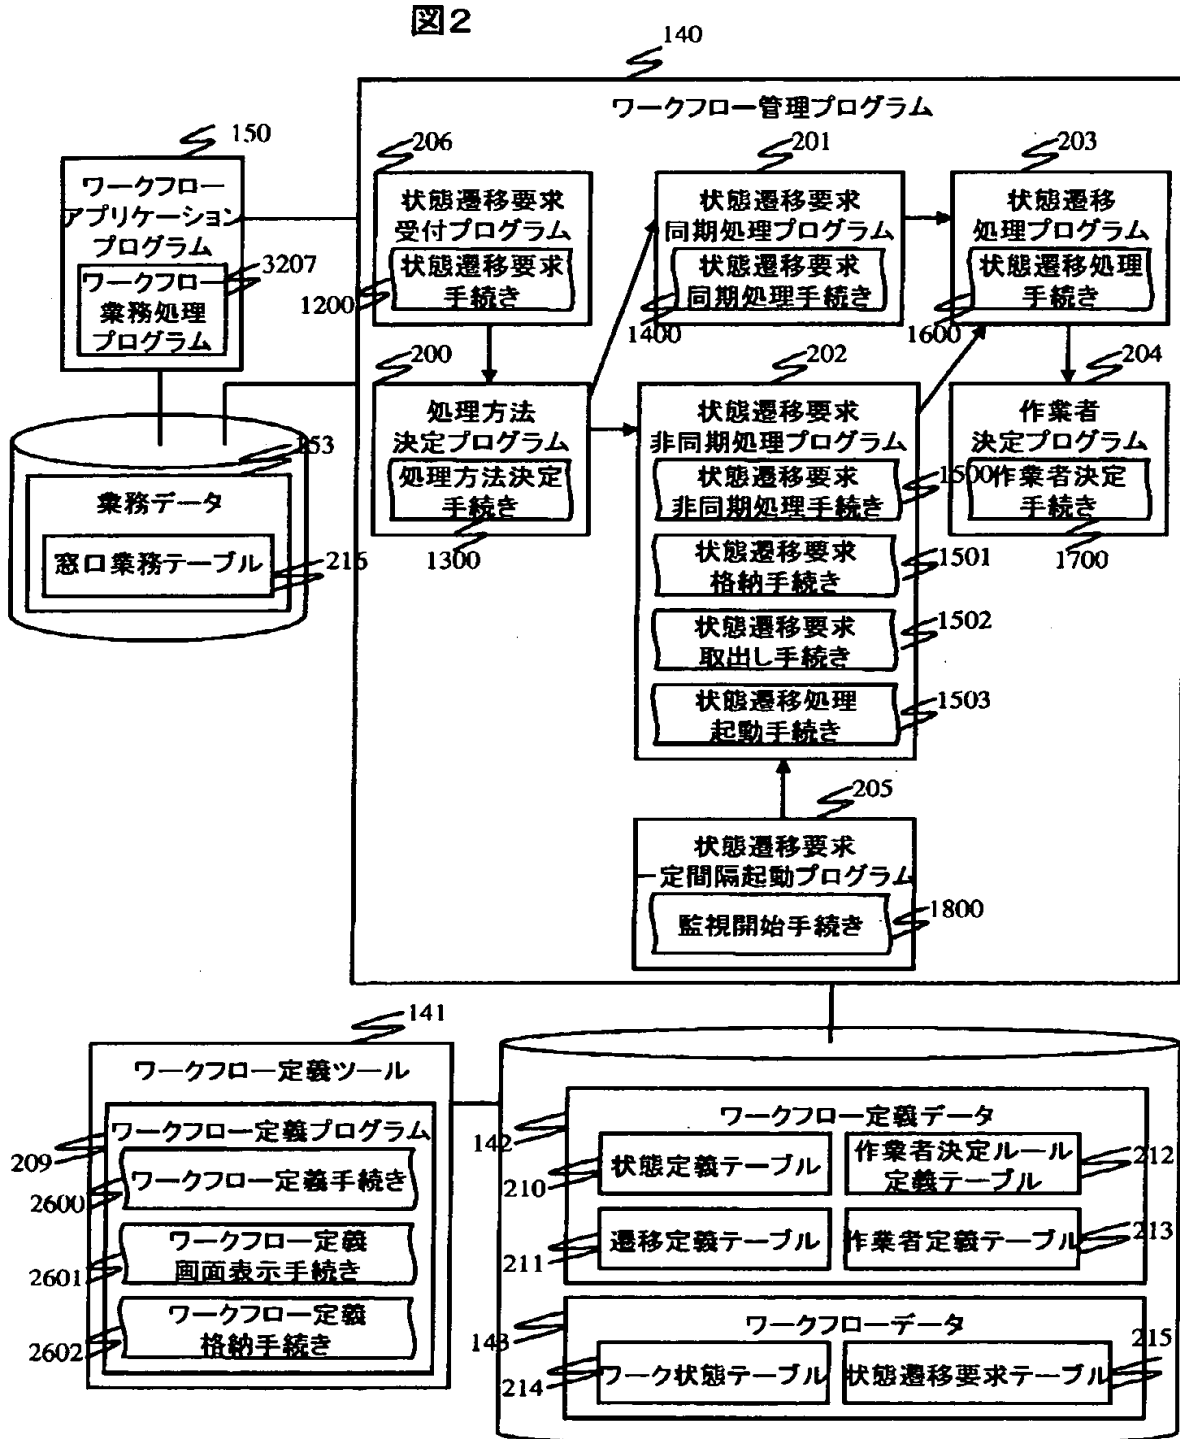 図2
140
ワークフロー管理プログラム
150
ワークフロー
アプリケーション
プログラム
3207
ワークフロー
業務処理
プログラム
206
状態遷移要求
受付プログラム
状態遷移要求
手続き
1200
201
状態遷移要求
同期処理プログラム
状態遷移要求
同期処理手続き
1400
203
状態遷移
処理プログラム
状態遷移処理
手続き
1600
200
処理方法
決定プログラム
処理方法決定
手続き
1300
202
状態遷移要求
非同期処理プログラム
状態遷移要求
非同期処理手続き
1500
状態遷移要求
格納手続き
1501
状態遷移要求
取出し手続き
1502
状態遷移処理
起動手続き
1503
204
作業者
決定プログラム
作業者決定
手続き
1700
153
業務データ
窓口業務テーブル
216
205
状態遷移要求
一定間隔起動プログラム
監視開始手続き
1800
141
ワークフロー定義ツール
ワークフロー定義プログラム
209
ワークフロー定義手続き
2600
ワークフロー定義
画面表示手続き
2601
ワークフロー定義
格納手続き
2602
ワークフロー定義データ
142
状態定義テーブル
210
作業者決定ルール
定義テーブル
212
遷移定義テーブル
211
作業者定義テーブル
213
ワークフローデータ
143
ワーク状態テーブル
214
状態遷移要求テーブル
215